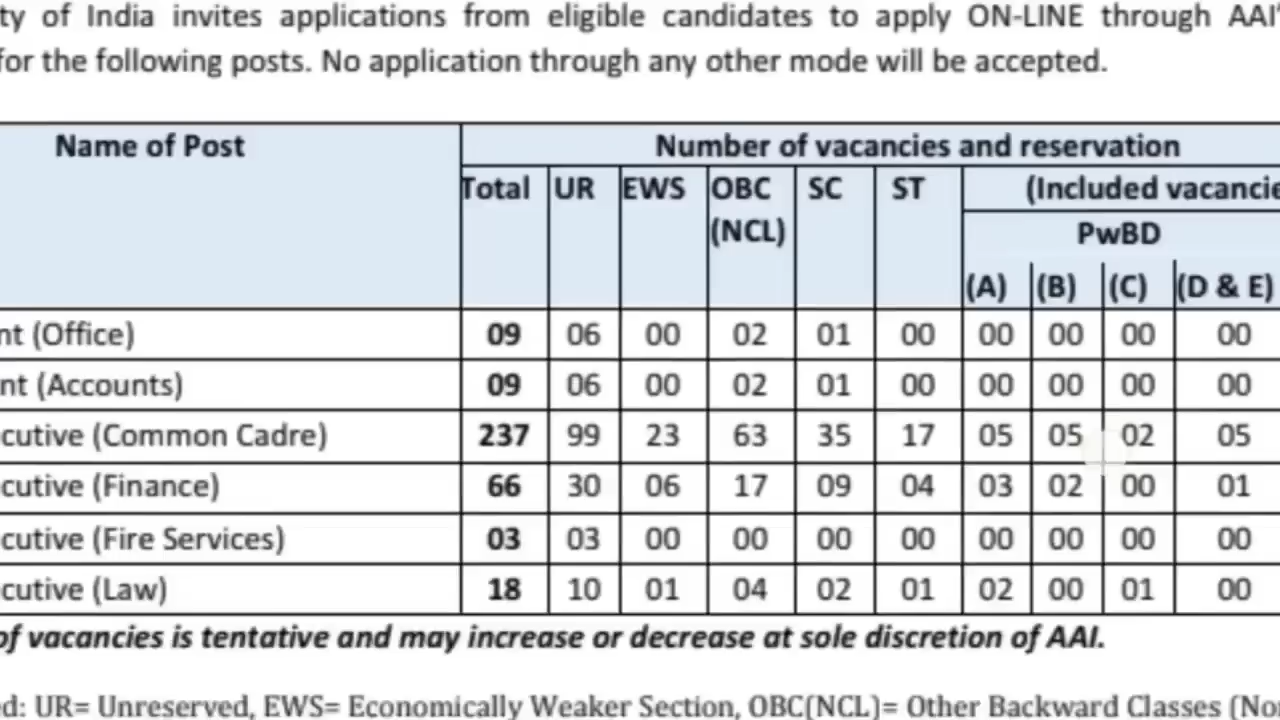 ty of India invites applications from eligible candidates to apply ON-LINE through AAI'
for the following posts. No application through any other mode will be accepted.
Name of Post Number of vacancies and reservation
Total UR EWS OBC (NCL) SC ST (Included vacancie
PwBD
(A) (B) (C) (D & E)
nt (Office) 09 06 00 02 01 00 00 00 00 00
nt (Accounts) 09 06 00 02 01 00 00 00 00 00
cutive (Common Cadre) 237 99 23 63 35 17 05 05 02 05
cutive (Finance) 66 30 06 17 09 04 03 02 00 01
cutive (Fire Services) 03 03 00 00 00 00 00 00 00 00
cutive (Law) 18 10 01 04 02 01 02 00 01 00
of vacancies is tentative and may increase or decrease at sole discretion of AAI.
ed: UR= Unreserved, EWS= Economically Weaker Section, OBC(NCL)= Other Backward Classes (Non